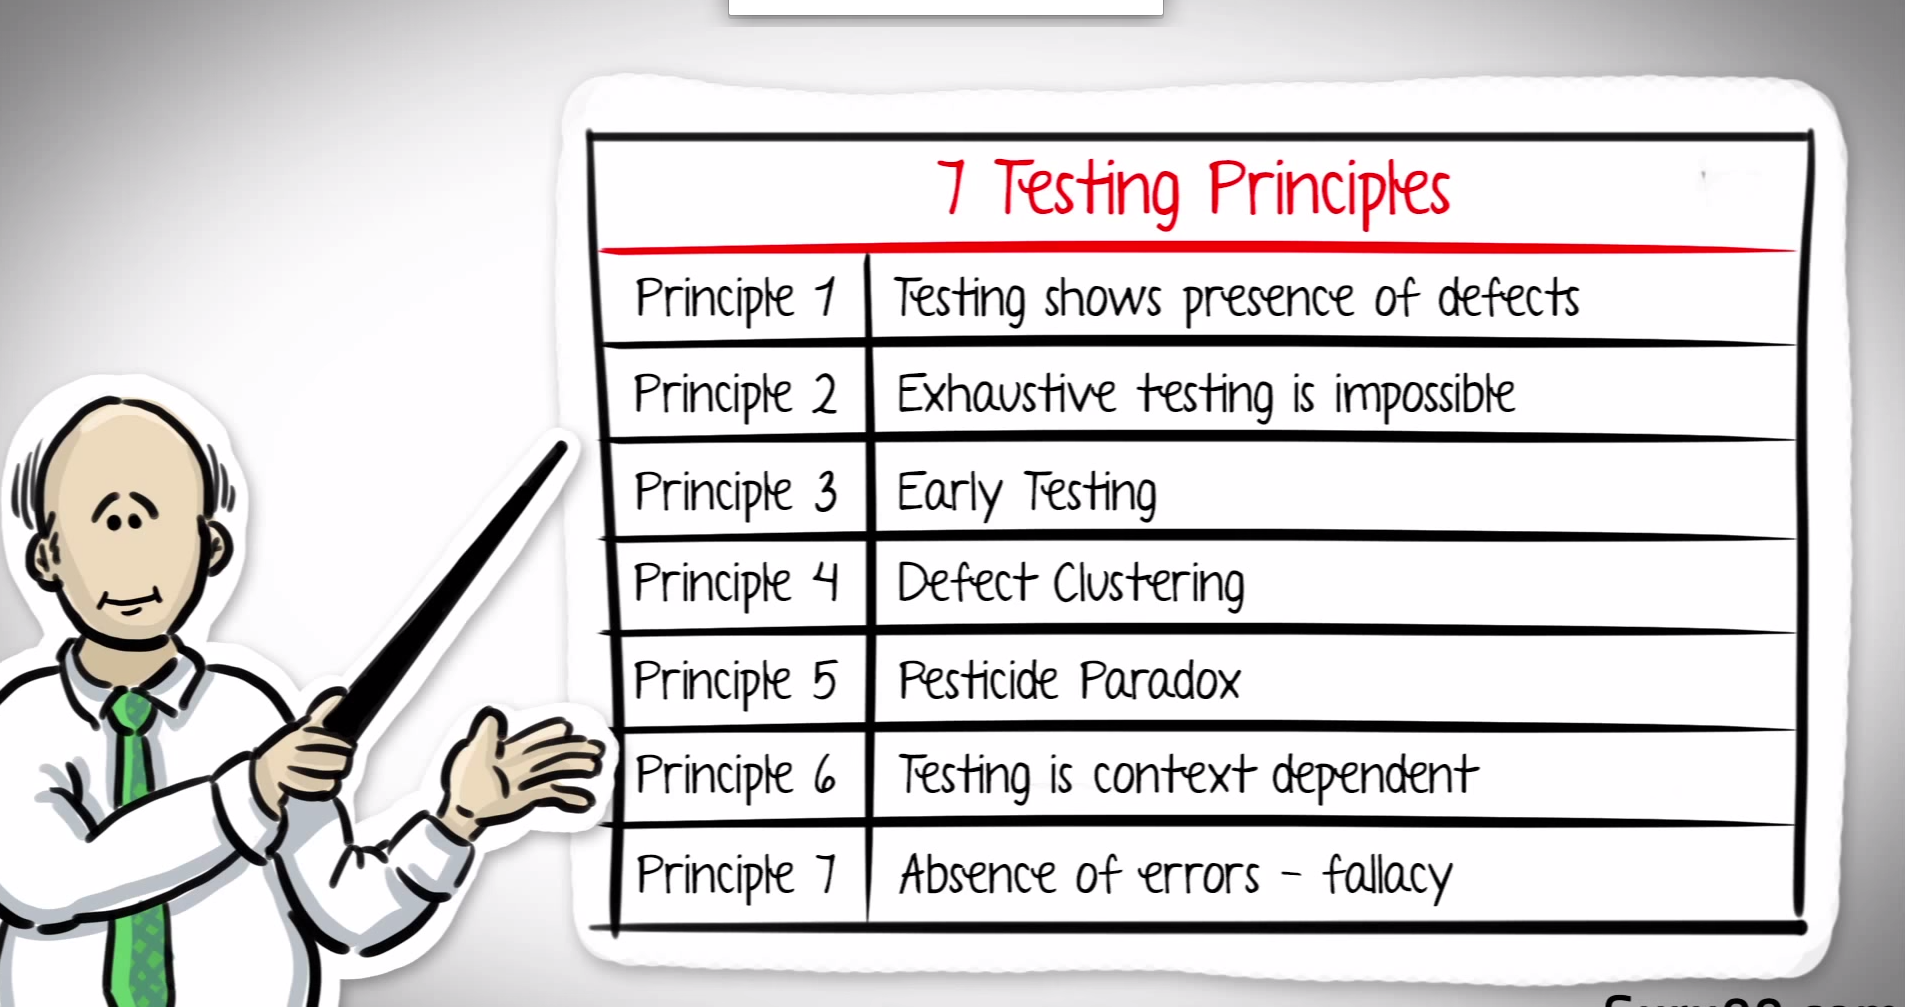 7 Testing Principles
Principle 1 Testing shows presence of defects
Principle 2 Exhaustive testing is impossible
Principle 3 Early Testing
Principle 4 Defect Clustering
Principle 5 Pesticide Paradox
Principle 6 Testing is context dependent
Principle 7 Absence of errors - fallacy